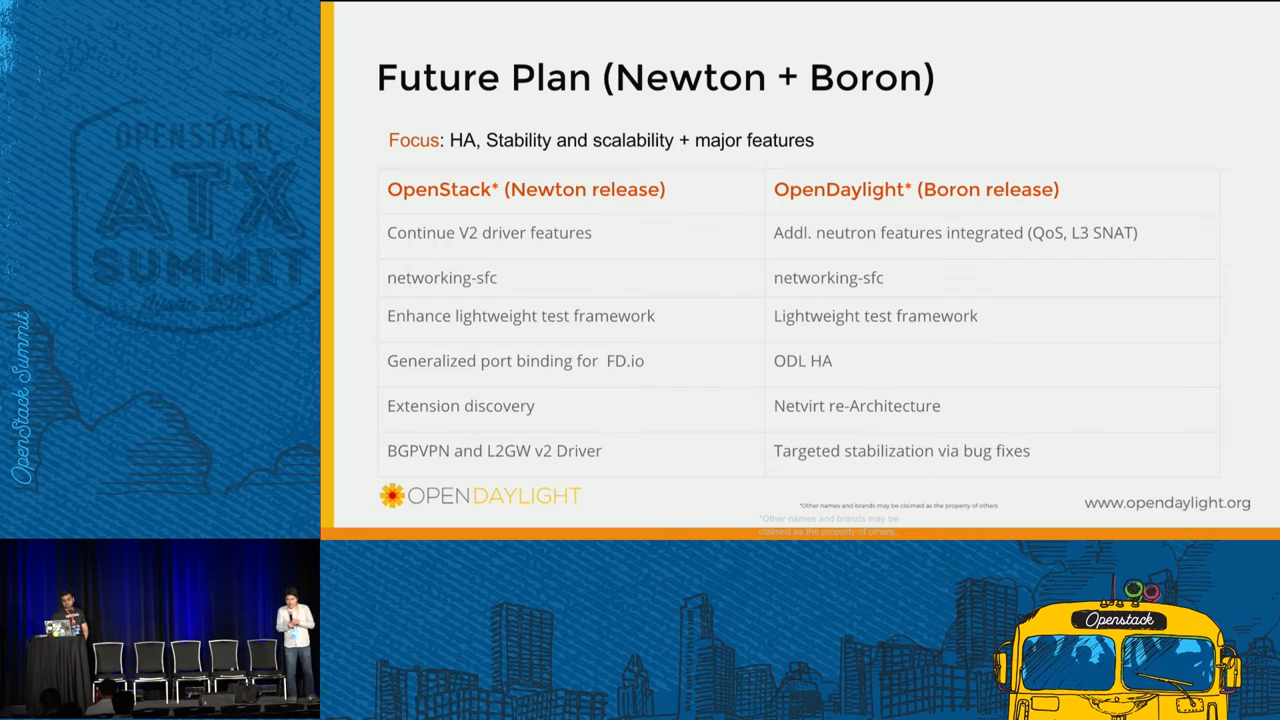 OPENSTACK
ATX
SUMMIT
Austin 2016
OpenStack Summit
Future Plan (Newton + Boron)
Focus: HA, Stability and scalability + major features
OpenStack* (Newton release)
OpenDaylight* (Boron release)
Continue V2 driver features
Addl. neutron features integrated (QoS, L3 SNAT)
networking-sfc
networking-sfc
Enhance lightweight test framework
Lightweight test framework
Generalized port binding for FD.io
ODL HA
Extension discovery
Netvirt re-Architecture
BGPVPN and L2GW v2 Driver
Targeted stabilization via bug fixes
OPENDAYLIGHT
*Other names and brands may be claimed as the property of others
www.opendaylight.org
*Other names and brands may be
claimed as the property of others..
Openstack